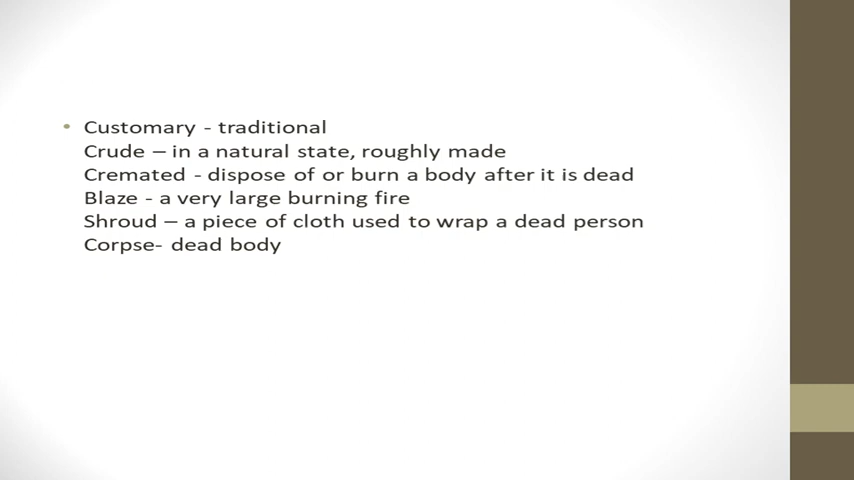 • Customary - traditional
Crude – in a natural state, roughly made
Cremated - dispose of or burn a body after it is dead
Blaze - a very large burning fire
Shroud – a piece of cloth used to wrap a dead person
Corpse- dead body